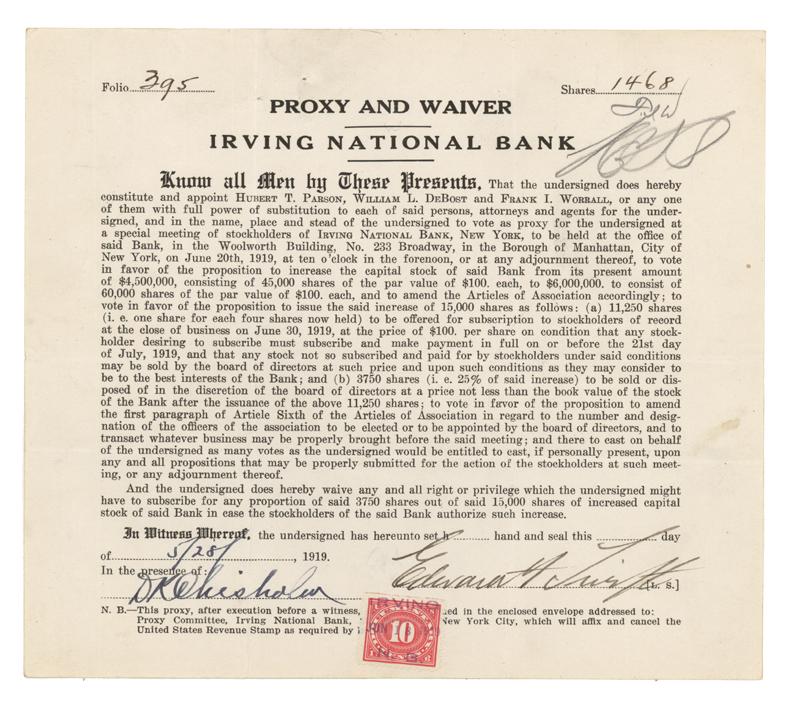 Folio 395
Shares 1468
PROXY AND WAIVER
IRVING NATIONAL BANK
Know all Men by These Presents, That the undersigned does hereby
constitute and appoint HUBERT T. PARSON, WILLIAM L. DEBOST and FRANK I. WORRALL, or any one
of them with full power of substitution to each of said persons, attorneys and agents for the under-
signed, and in the name, place and stead of the undersigned to vote as proxy for the undersigned at
a special meeting of stockholders of IRVING NATIONAL BANK, NEW YORK, to be held at the office of
said Bank, in the Woolworth Building, No. 233 Broadway, in the Borough of Manhattan, City of
New York, on June 20th, 1919, at ten o'clock in the forenoon, or at any adjournment thereof, to vote
in favor of the proposition to increase the capital stock of said Bank from its present amount
of $4,500,000, consisting of 45,000 shares of the par value of $100. each, to $6,000,000. to consist of
60,000 shares of the par value of $100. each, and to amend the Articles of Association accordingly; to
vote in favor of the proposition to issue the said increase of 15,000 shares as follows: (a) 11,250 shares
(i. e. one share for each four shares now held) to be offered for subscription to stockholders of record
at the close of business on June 30, 1919, at the price of $100. per share on condition that any stock-
holder desiring to subscribe must subscribe and make payment in full on or before the 21st day
of July, 1919, and that any stock not so subscribed and paid for by stockholders under said conditions
may be sold by the board of directors at such price and upon such conditions as they may consider to
be to the best interests of the Bank; and (b) 3750 shares (i. e. 25% of said increase) to be sold or dis-
posed of in the discretion of the board of directors at a price not less than the book value of the stock
of the Bank after the issuance of the above 11,250 shares; to vote in favor of the proposition to amend
the first paragraph of Article Sixth of the Articles of Association in regard to the number and desig-
nation of the officers of the association to be elected or to be appointed by the board of directors, and to
transact whatever business may be properly brought before the said meeting; and there to cast on behalf
of the undersigned as many votes as the undersigned would be entitled to cast, if personally present, upon
any and all propositions that may be properly submitted for the action of the stockholders at such meet-
ing, or any adjournment thereof.
And the undersigned does hereby waive any and all right or privilege which the undersigned might
have to subscribe for any proportion of said 3750 shares out of said 15,000 shares of increased capital
stock of said Bank in case the stockholders of the said Bank authorize such increase.
In Witness Whereof, the undersigned has hereunto set h hand and seal this day
of 5/28/, 1919.
In the presence of:
DK Chisholm
Edward H. Swift [L. S.]
N. B.—This proxy, after execution before a witness, ed in the enclosed envelope addressed to:
Proxy Committee, Irving National Bank, New York City, which will affix and cancel the
United States Revenue Stamp as required by
IRVING
10
N. B.